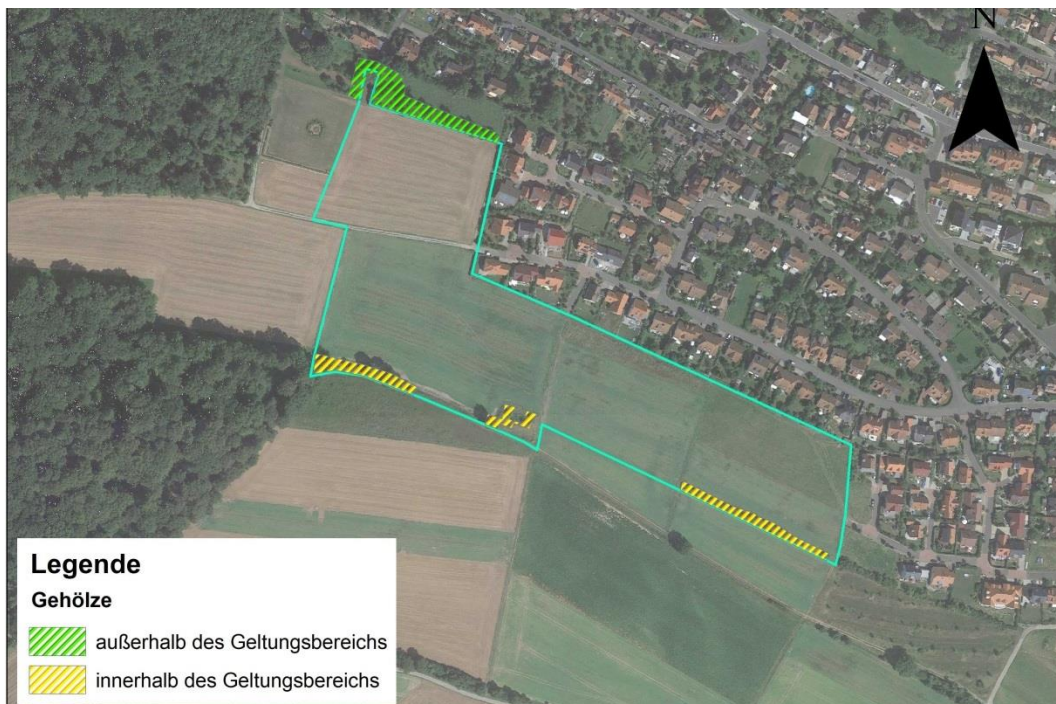 N
Legende
Gehölze
außerhalb des Geltungsbereichs
innerhalb des Geltungsbereichs